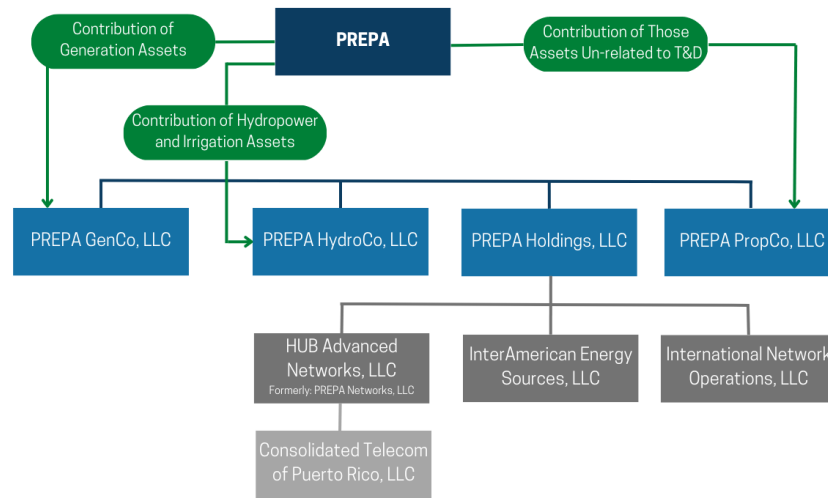 Contribution of
Generation Assets
PREPA
Contribution of Those
Assets Un-related to T&D
Contribution of Hydropower
and Irrigation Assets
PREPA GenCo, LLC
PREPA HydroCo, LLC
PREPA Holdings, LLC
PREPA PropCo, LLC
HUB Advanced
Networks, LLC
Formerly: PREPA Networks, LLC
InterAmerican Energy
Sources, LLC
International Network
Operations, LLC
Consolidated Telecom
of Puerto Rico, LLC